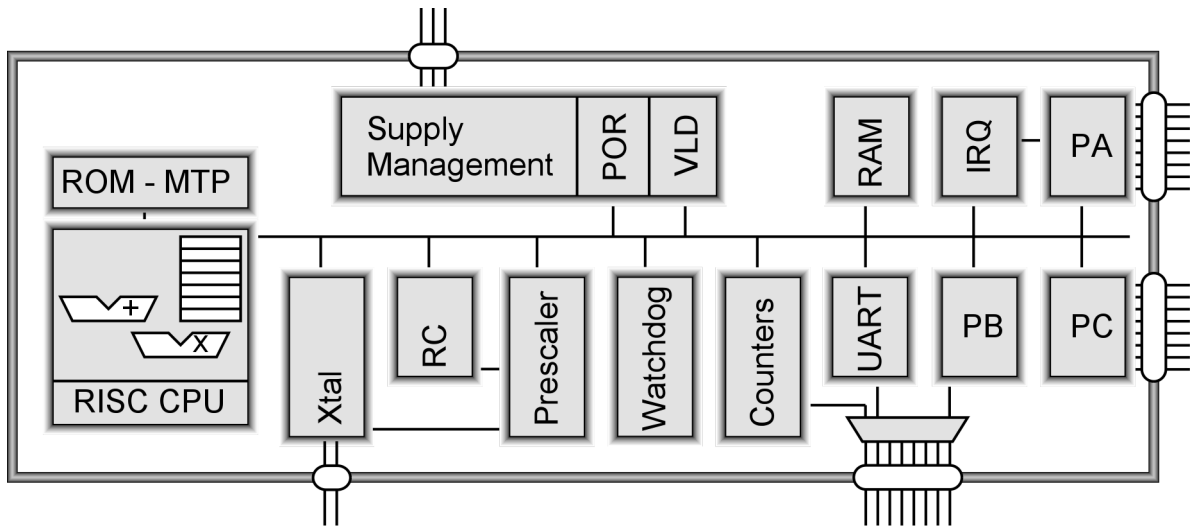 Supply
Management
POR
VLD
RAM
IRQ
PA
ROM - MTP
+
X
RISC CPU
Xtal
RC
Prescaler
Watchdog
Counters
UART
PB
PC